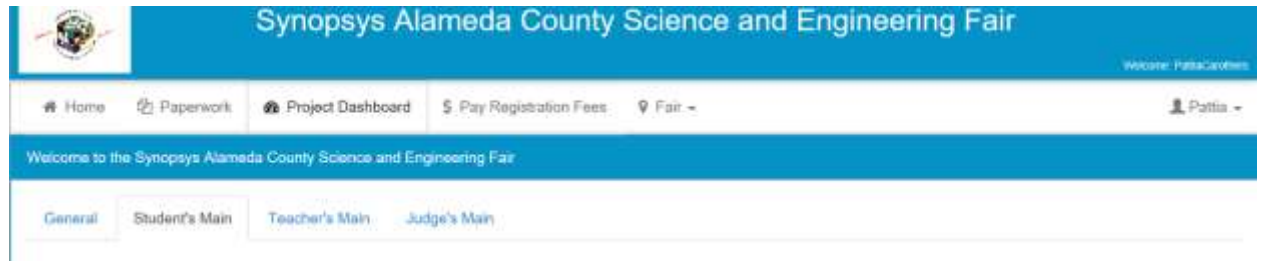 Synopsys Alameda County Science and Engineering Fair
Welcome: PattiaCarothers
Home Paperwork Project Dashboard $ Pay Registration Fees Fair Pattia
Welcome to the Synopsys Alameda County Science and Engineering Fair
General Student's Main Teacher's Main Judge's Main